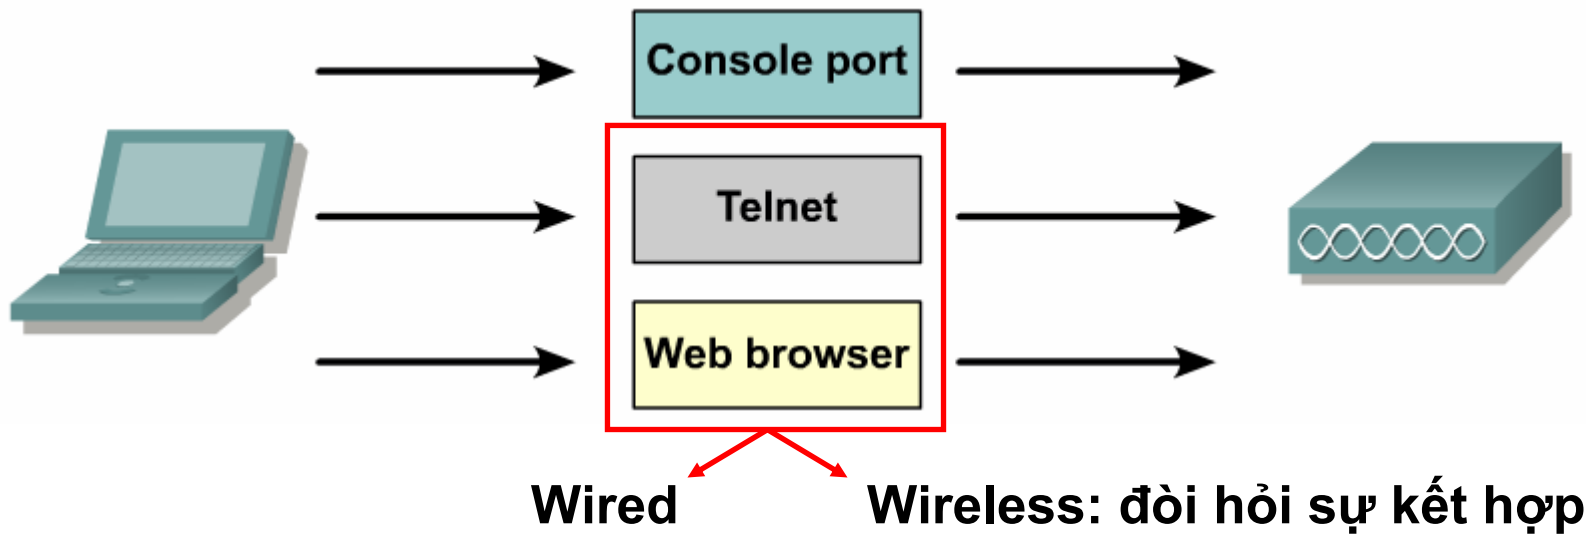 Console port
Telnet
Web browser
Wired
Wireless: đòi hỏi sự kết hợp